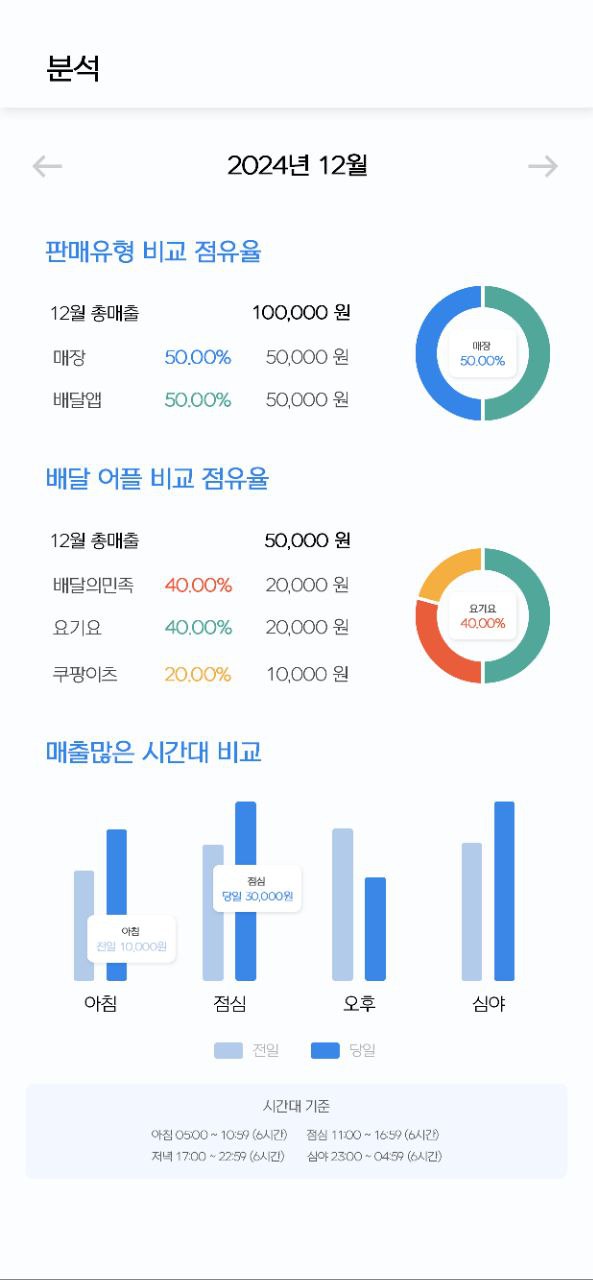 분석
2024년 12월
판매유형 비교 점유율
12월 총매출 100,000 원
매장 50.00% 50,000 원
배달앱 50.00% 50,000 원
매장
50.00%
배달 어플 비교 점유율
12월 총매출 50,000 원
배달의민족 40.00% 20,000 원
요기요 40.00% 20,000 원
쿠팡이츠 20.00% 10,000 원
요기요
40.00%
매출많은 시간대 비교
점심
당일 30,000원
아침
전일 10,000원
아침 점심 오후 심야
전일 당일
시간대 기준
아침 05:00 ~ 10:59 (6시간) 점심 11:00 ~ 16:59 (6시간)
저녁 17:00 ~ 22:59 (6시간) 심야 23:00 ~ 04:59 (6시간)